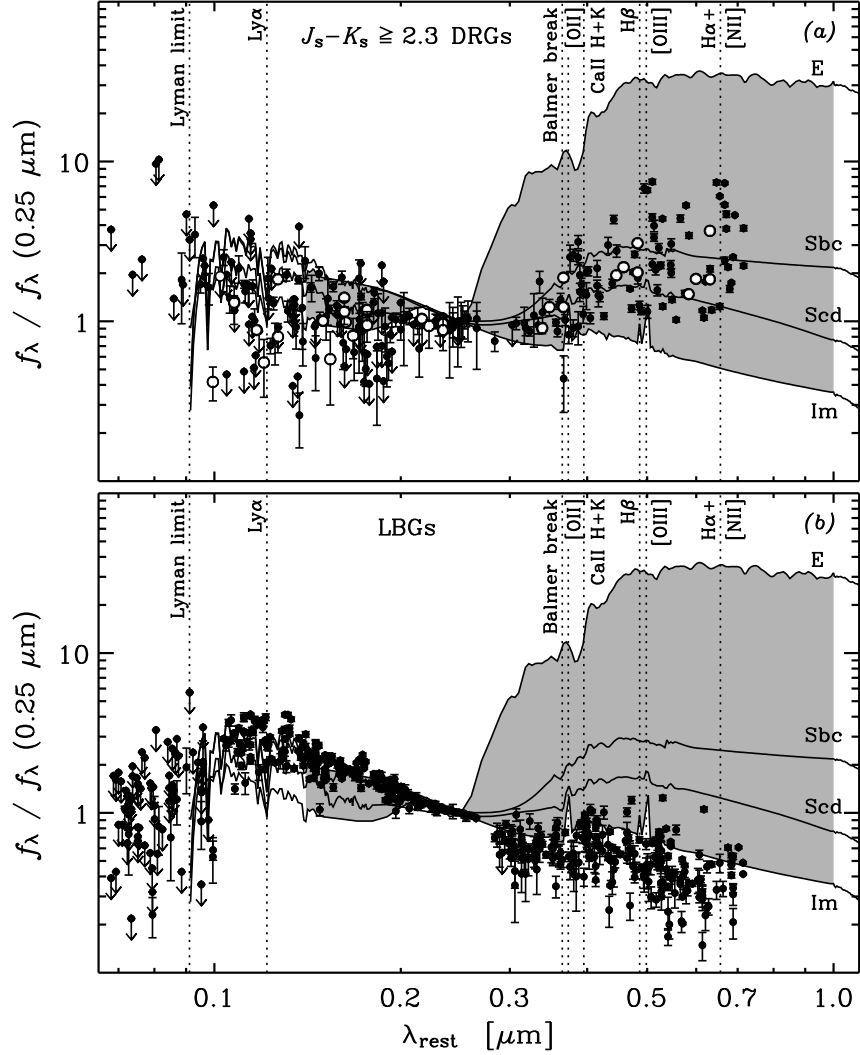 Lyman limit
Lyα
Jₛ−Kₛ ≧ 2.3 DRGs
Balmer break
[OII]
CaII H+K
Hβ
[OIII]
Hα+
[NII]
(a)
E
Sbc
Scd
Im
10
1
fλ / fλ (0.25 μm)
Lyman limit
Lyα
LBGs
Balmer break
[OII]
CaII H+K
Hβ
[OIII]
Hα+
[NII]
(b)
E
Sbc
Scd
Im
10
1
fλ / fλ (0.25 μm)
0.1
0.2
0.3
0.5
0.7
1.0
λrest [μm]